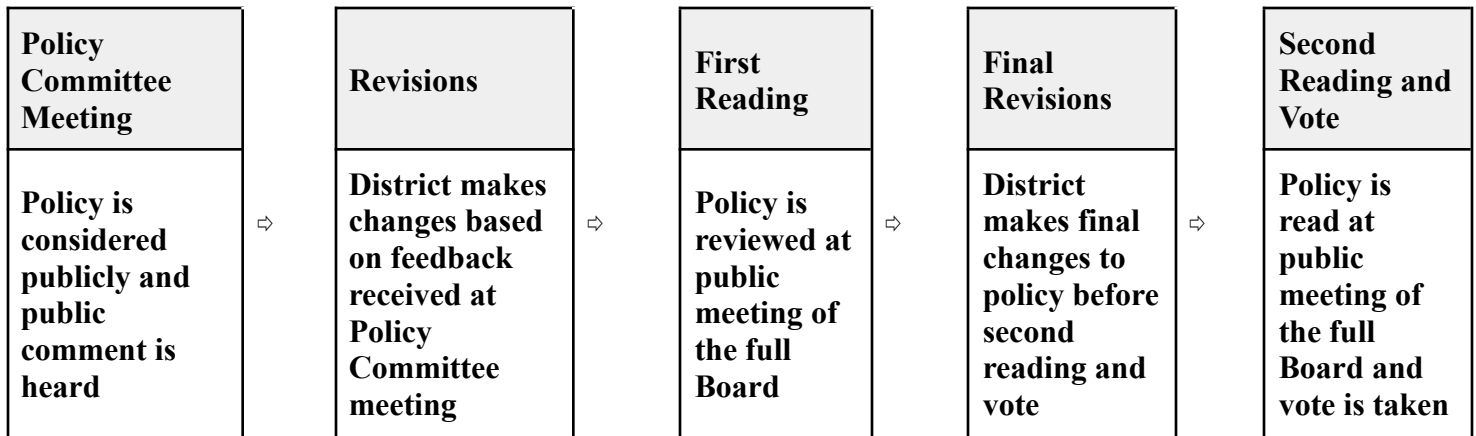 Policy
Committee
Meeting
Policy is
considered
publicly and
public
comment is
heard
⇨
Revisions
District makes
changes based
on feedback
received at
Policy
Committee
meeting
⇨
First
Reading
Policy is
reviewed at
public
meeting of
the full
Board
⇨
Final
Revisions
District
makes final
changes to
policy before
second
reading and
vote
⇨
Second
Reading and
Vote
Policy is
read at
public
meeting of
the full
Board and
vote is taken